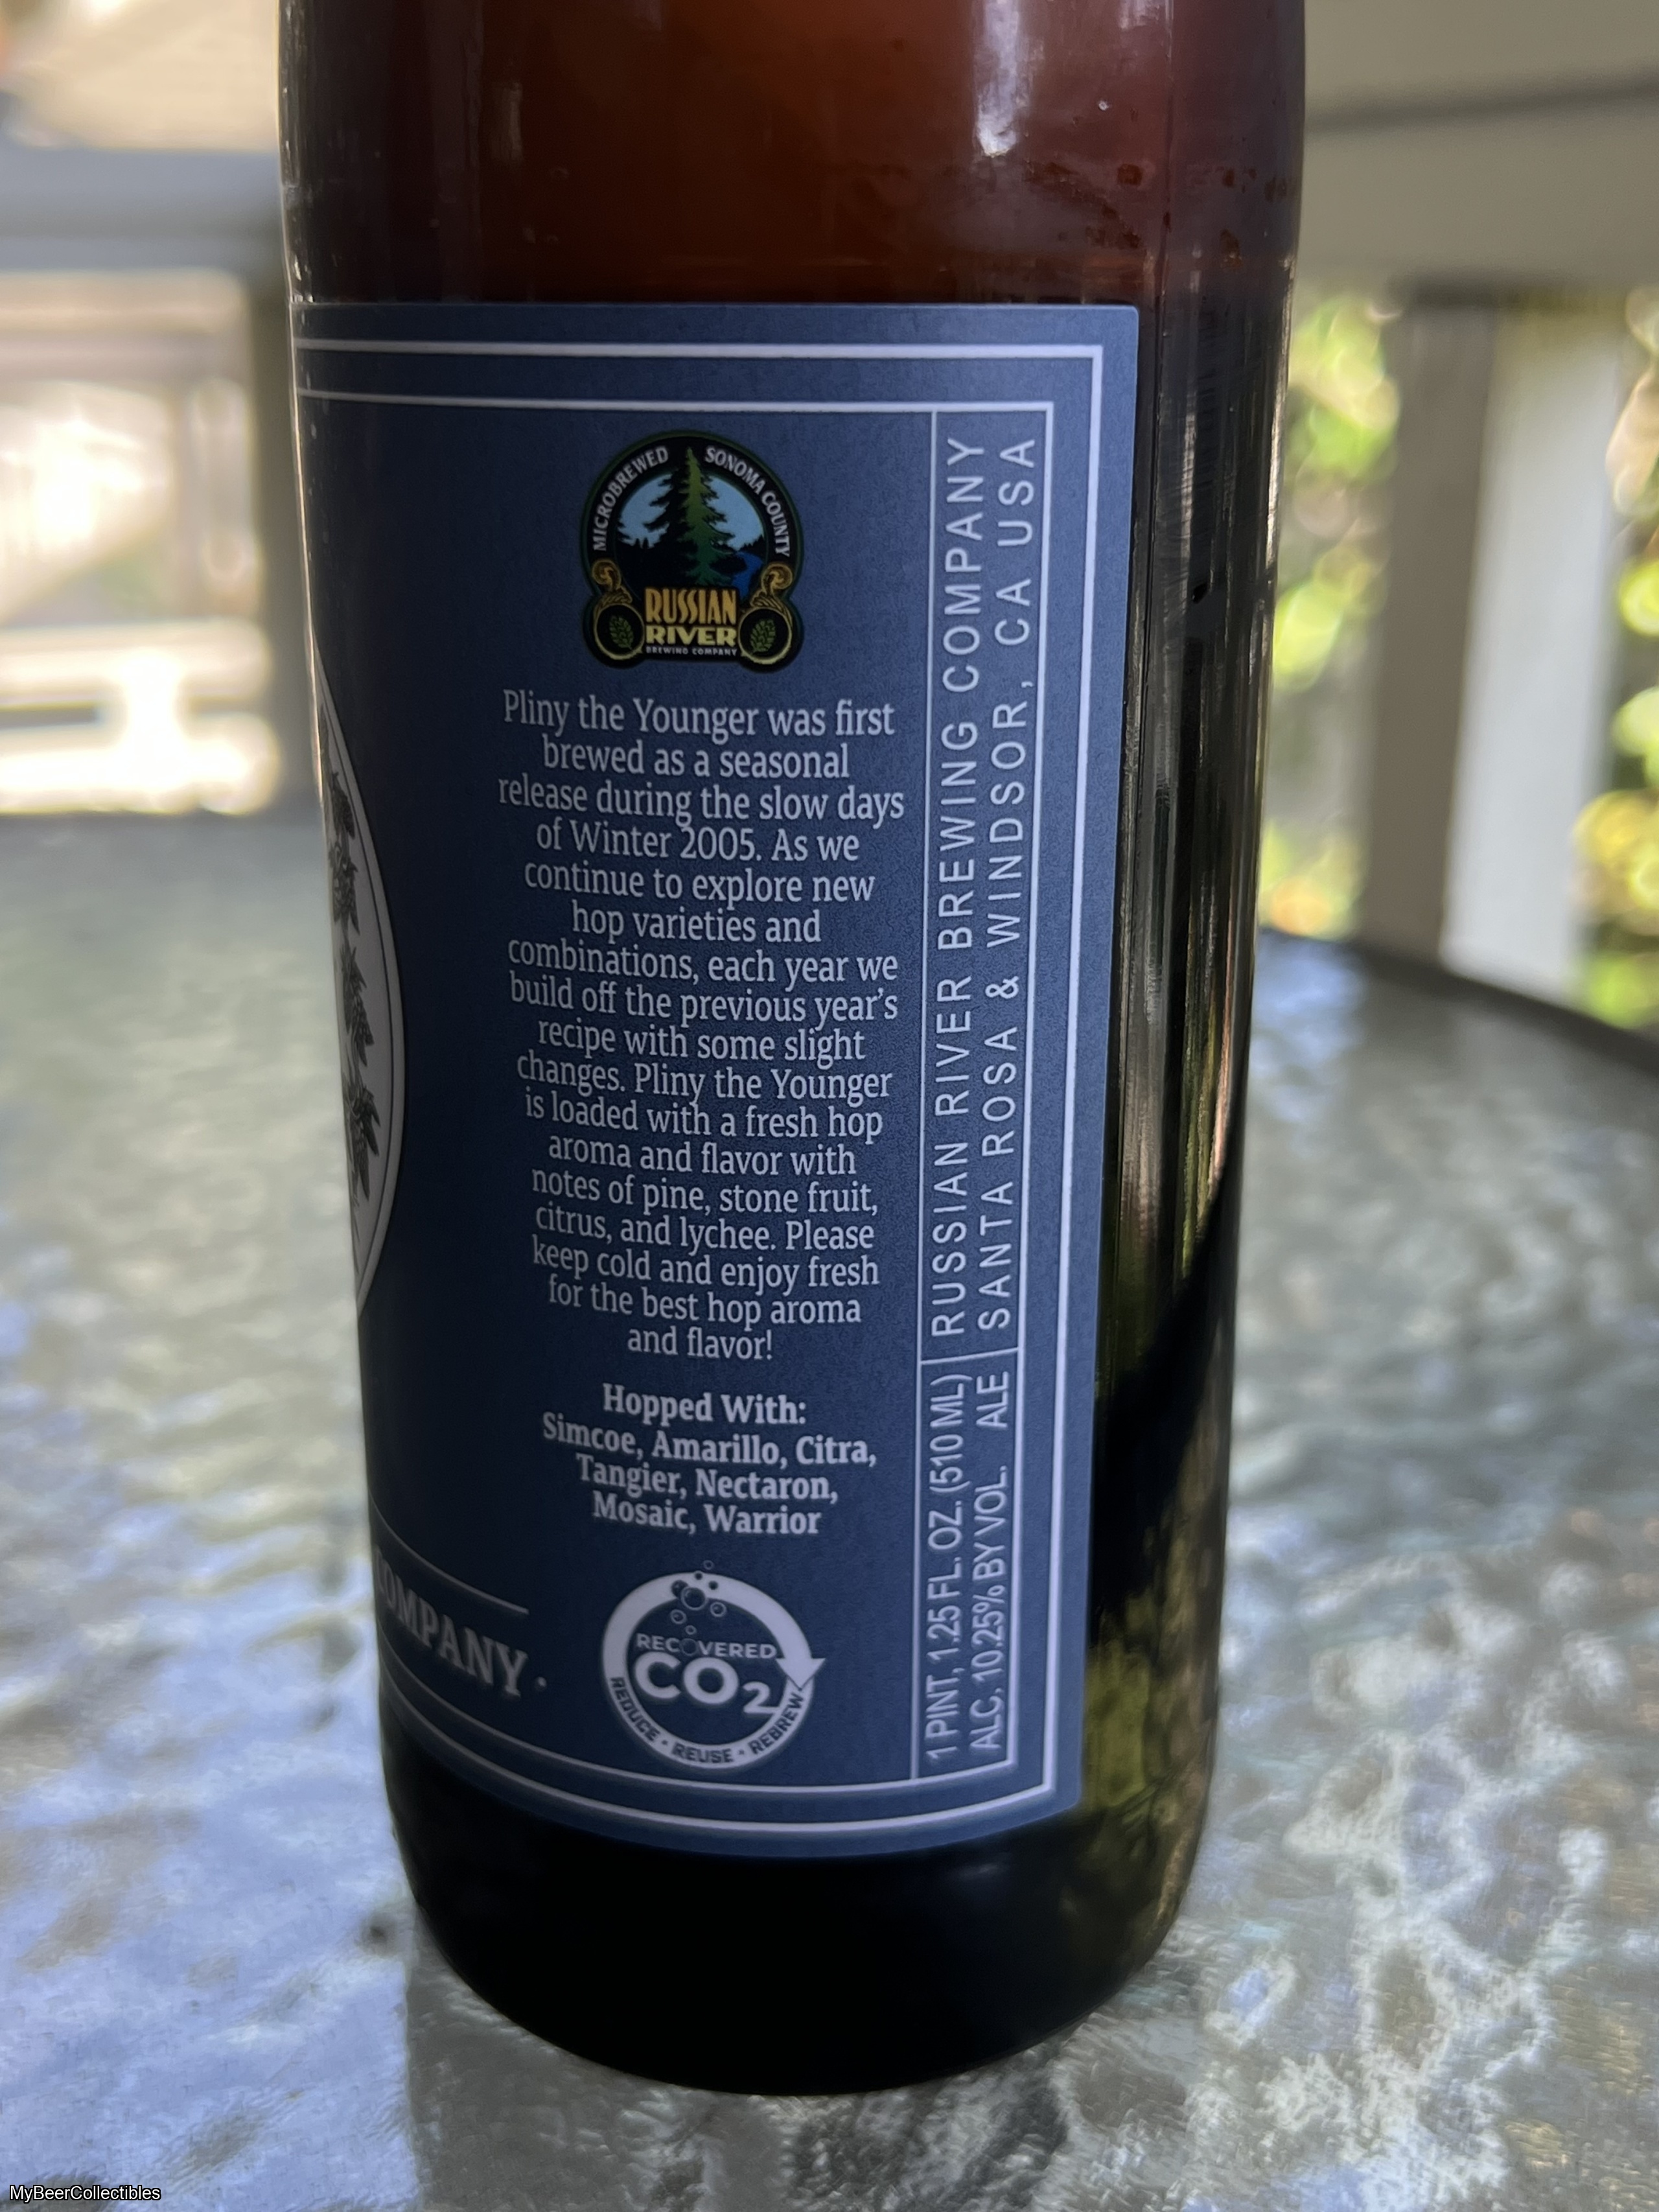 MICROBREWED SONOMA COUNTY
RUSSIAN
RIVER
BREWING COMPANY
Pliny the Younger was first
brewed as a seasonal
release during the slow days
of Winter 2005. As we
continue to explore new
hop varieties and
combinations, each year we
build off the previous year’s
recipe with some slight
changes. Pliny the Younger
is loaded with a fresh hop
aroma and flavor with
notes of pine, stone fruit,
citrus, and lychee. Please
keep cold and enjoy fresh
for the best hop aroma
and flavor!
Hopped With:
Simcoe, Amarillo, Citra,
Tangier, Nectaron,
Mosaic, Warrior
RECOVERED
CO2
REDUCE • REUSE • REBREW
COMPANY •
RUSSIAN RIVER BREWING COMPANY
SANTA ROSA & WINDSOR, CA USA
1 PINT, 1.25 FL. OZ. (510 ML)
ALC. 10.25% BY VOL. ALE
MyBeerCollectibles